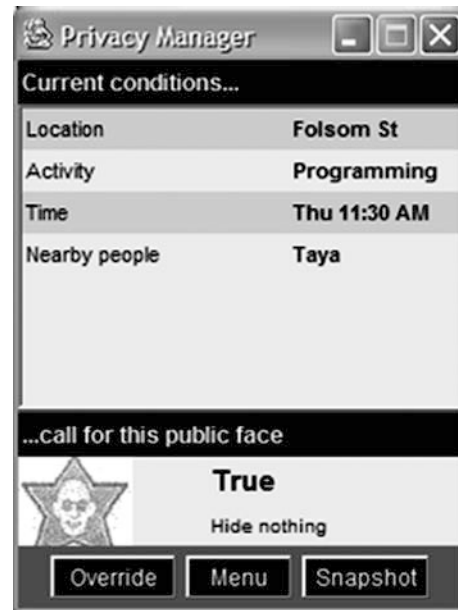 Privacy Manager
Current conditions...
Location Folsom St
Activity Programming
Time Thu 11:30 AM
Nearby people Taya
...call for this public face
True
Hide nothing
Override Menu Snapshot